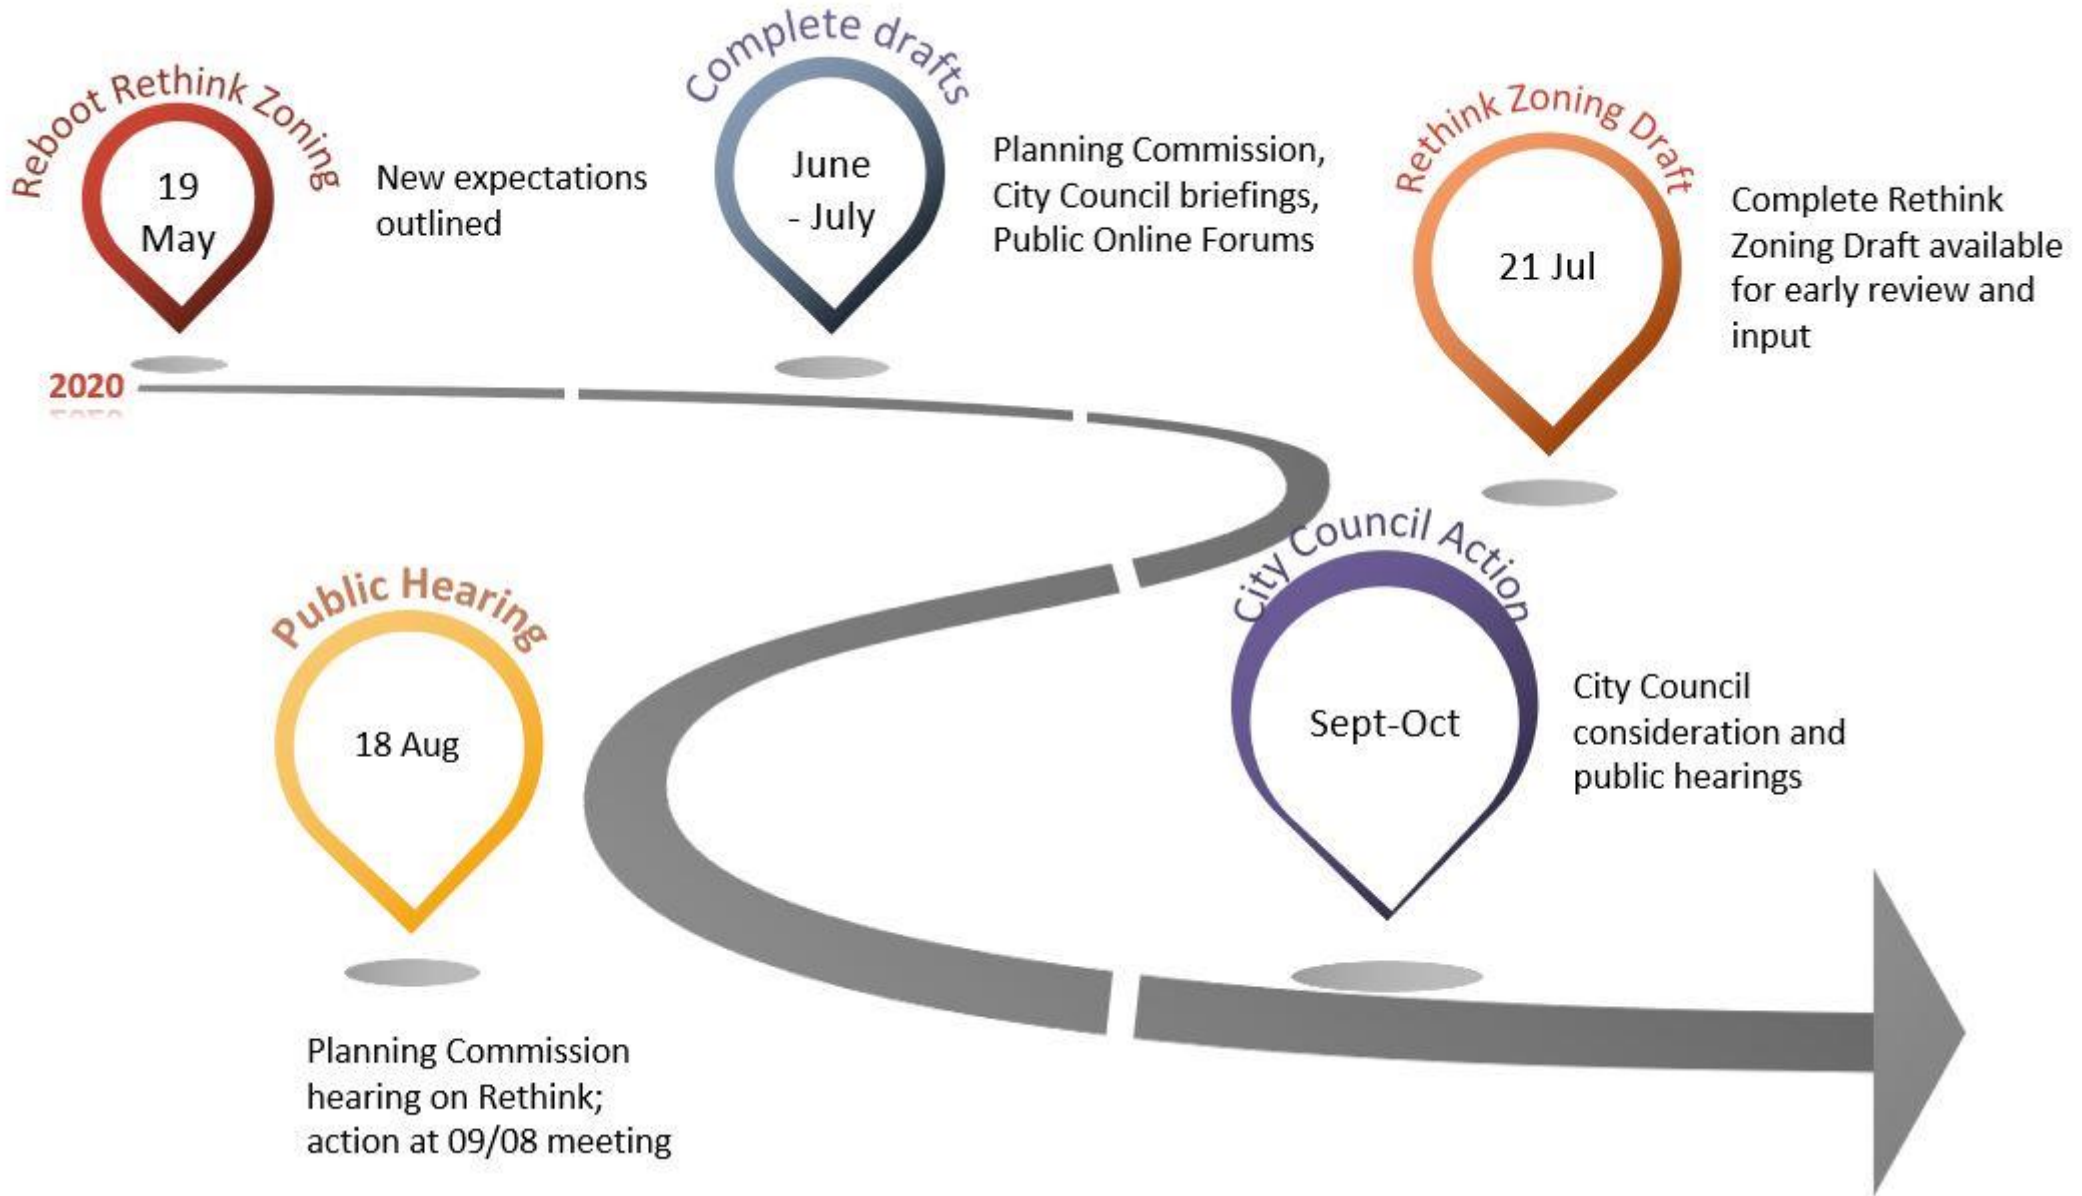 Reboot Rethink Zoning
19
May
New expectations
outlined
Complete drafts
June
- July
Planning Commission,
City Council briefings,
Public Online Forums
Rethink Zoning Draft
21 Jul
Complete Rethink
Zoning Draft available
for early review and
input
2020
Public Hearing
18 Aug
Planning Commission
hearing on Rethink;
action at 09/08 meeting
City Council Action
Sept-Oct
City Council
consideration and
public hearings